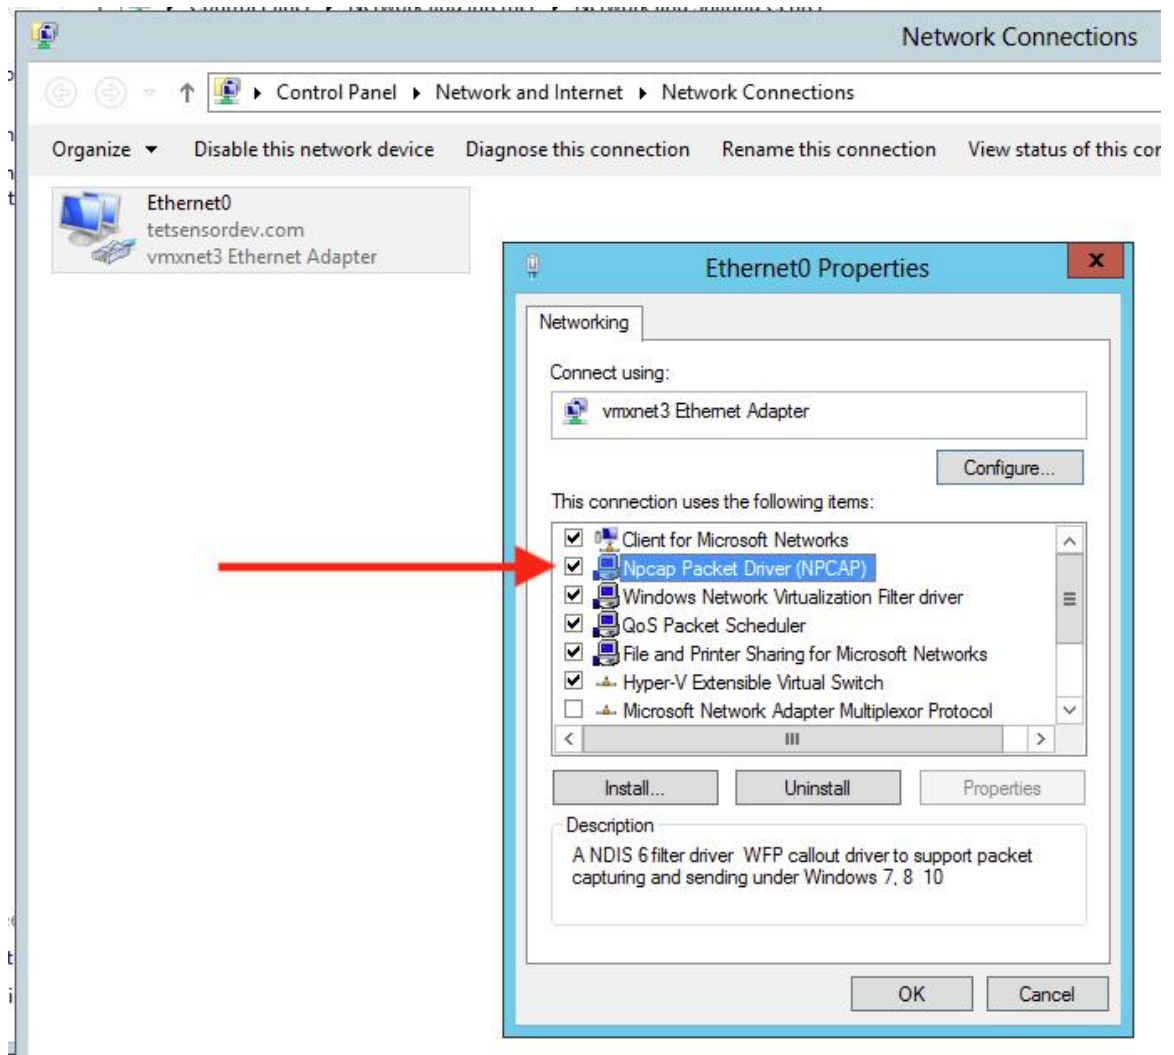 Network Connections
Control Panel Network and Internet Network Connections
Organize Disable this network device Diagnose this connection Rename this connection View status of this
Ethernet0
tetsensordev.com
vmxnet3 Ethernet Adapter
Ethernet0 Properties
Networking
Connect using:
vmxnet3 Ethernet Adapter
Configure...
This connection uses the following items:
Client for Microsoft Networks
Npcap Packet Driver (NPCAP)
Windows Network Virtualization Filter driver
QoS Packet Scheduler
File and Printer Sharing for Microsoft Networks
Hyper-V Extensible Virtual Switch
Microsoft Network Adapter Multiplexor Protocol
Install... Uninstall Properties
Description
A NDIS 6 filter driver WFP callout driver to support packet
capturing and sending under Windows 7, 8 10
OK Cancel